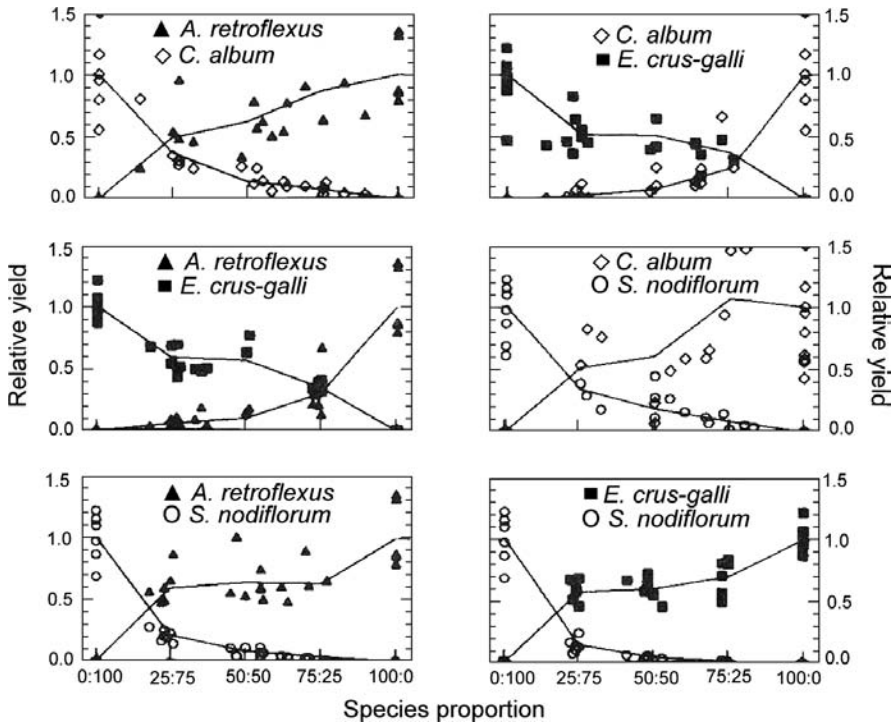 ▲ A. retroflexus
◇ C. album
1.5
1.0
0.5
0.0
◇ C. album
■ E. crus-galli
1.5
1.0
0.5
0.0
▲ A. retroflexus
■ E. crus-galli
1.5
1.0
0.5
0.0
◇ C. album
○ S. nodiflorum
1.5
1.0
0.5
0.0
▲ A. retroflexus
○ S. nodiflorum
1.5
1.0
0.5
0
■ E. crus-galli
○ S. nodiflorum
1.5
1.0
0.5
0.0
0:100 25:75 50:50 75:25 100:0
0:100 25:75 50:50 75:25 100:0
Relative yield
Relative yield
Species proportion